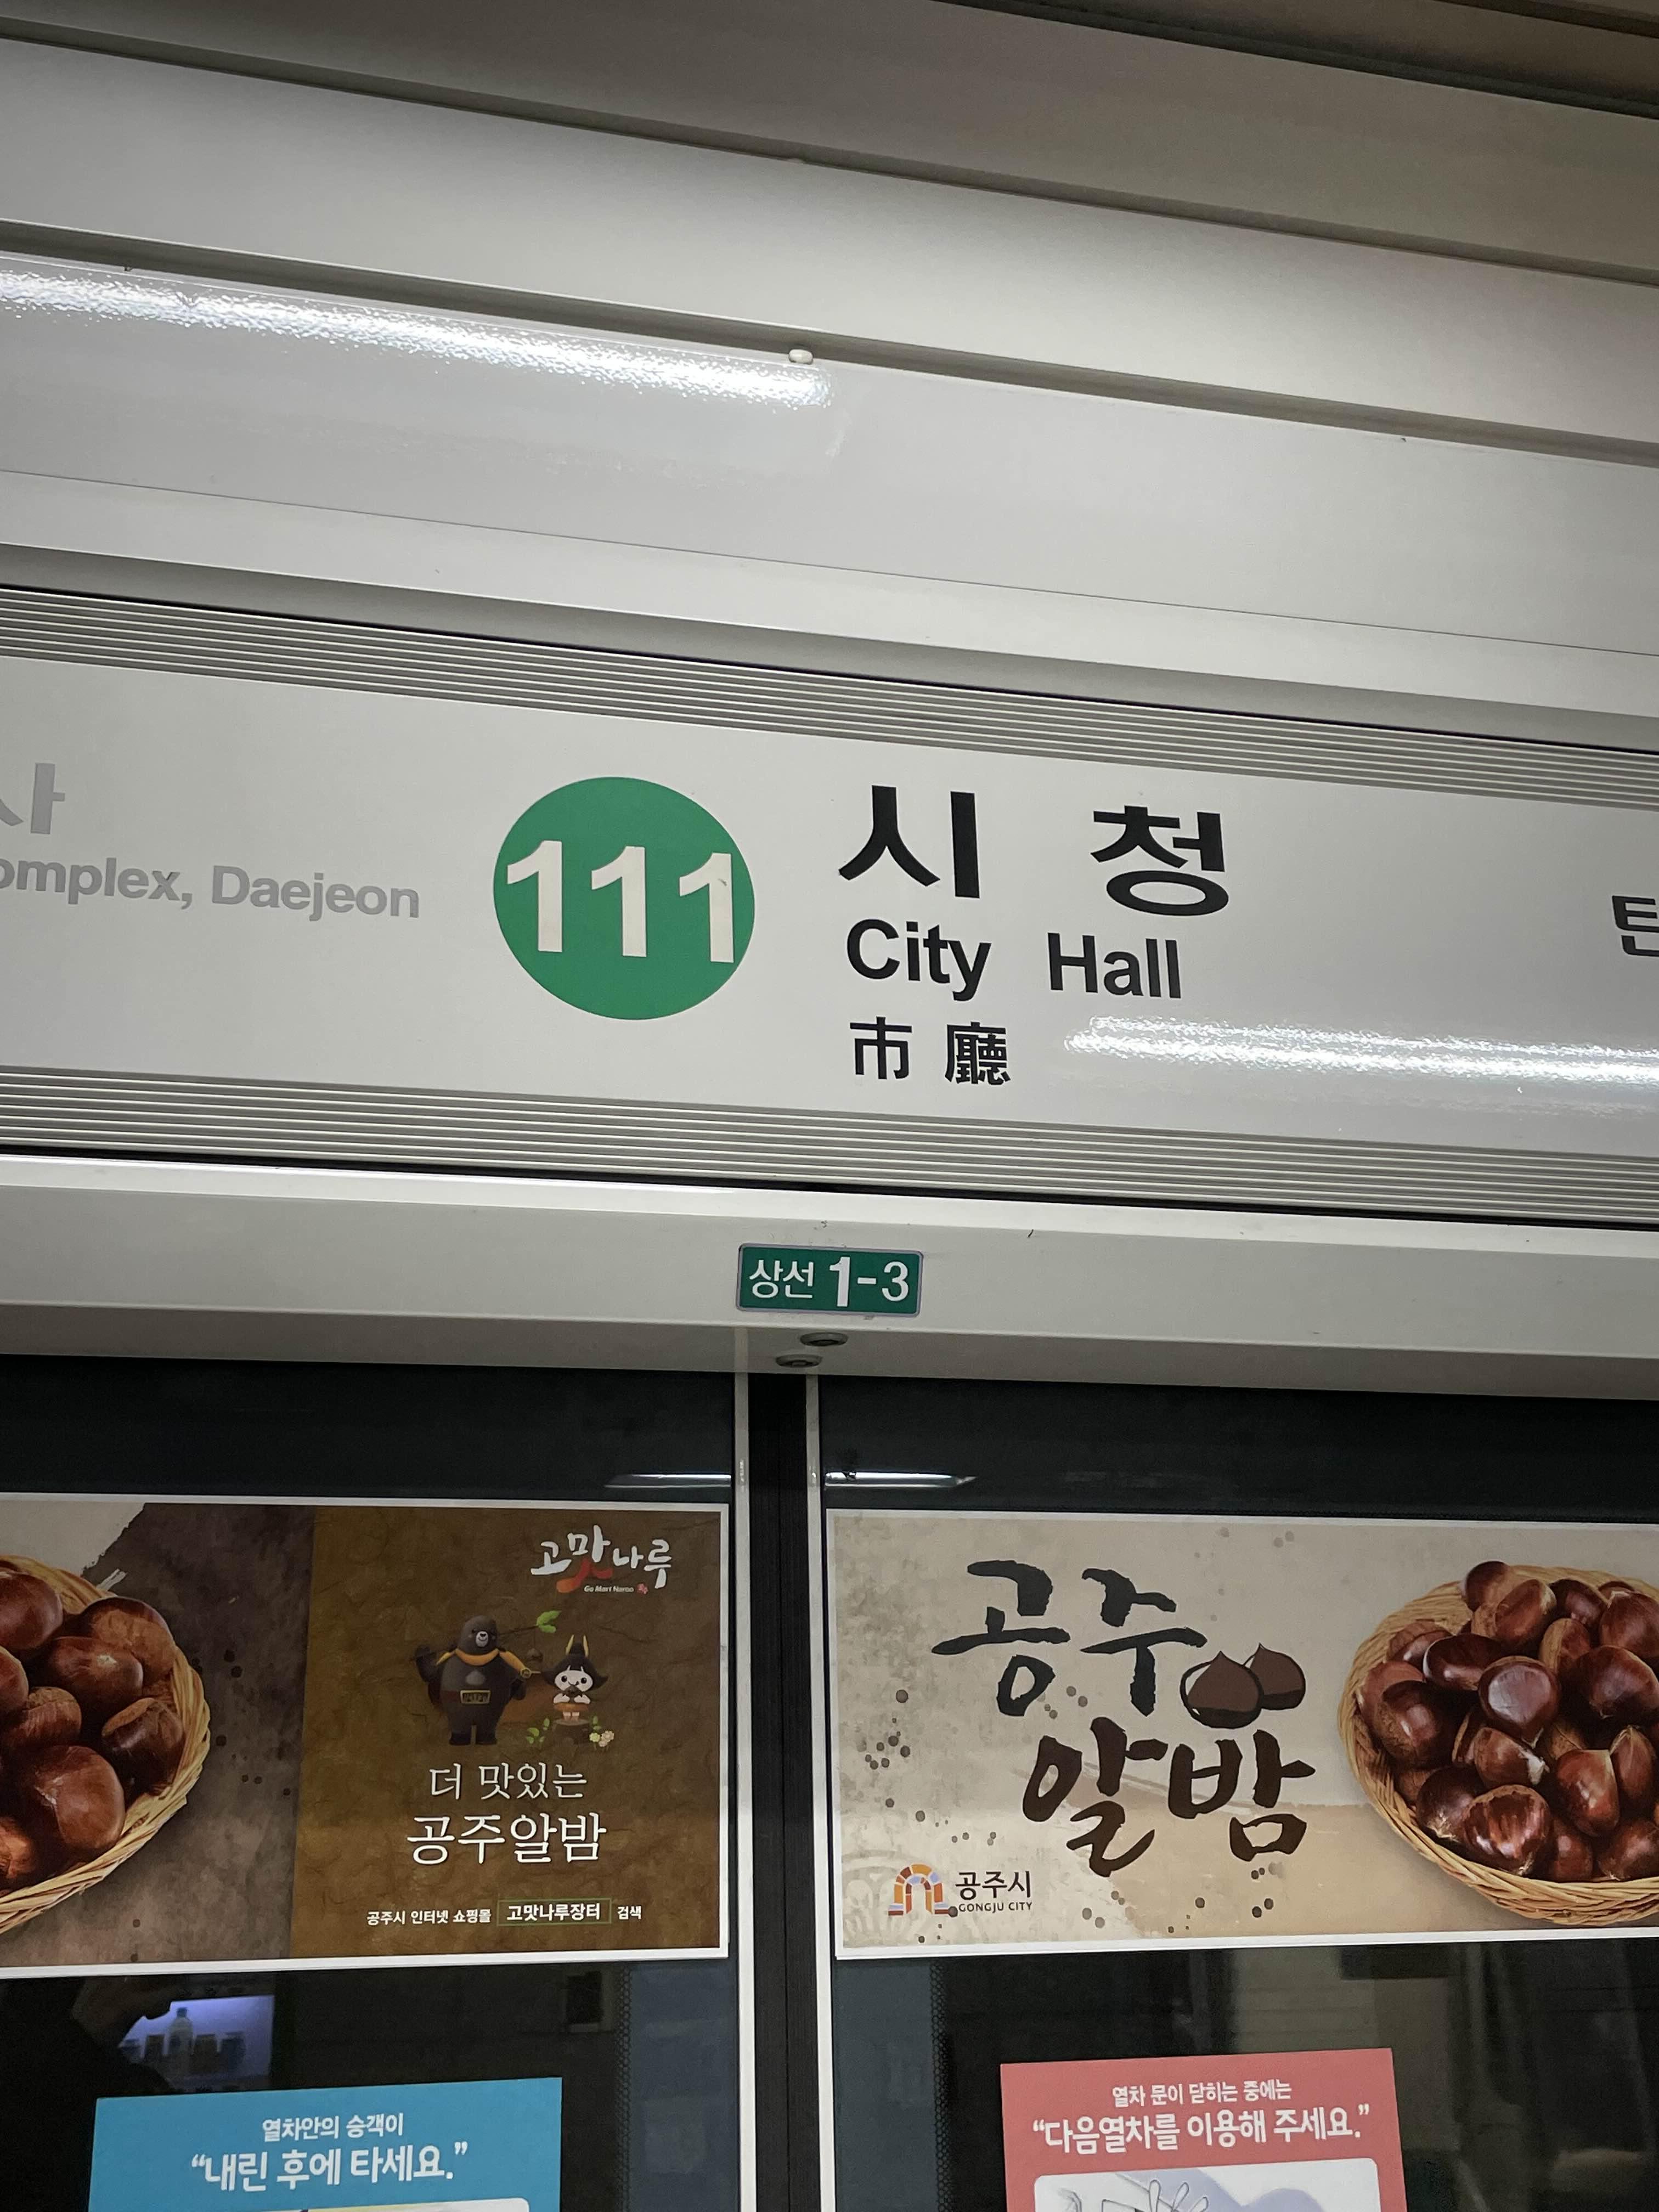 사
omplex, Daejeon
111
시 청
City Hall
市 廳
탄
상선 1-3
고맛나루
더 맛있는
공주알밤
공주시 인터넷 쇼핑몰 고맛나루장터 검색
공주
알밤
공주시
GONGJU CITY
열차안의 승객이
“내린 후에 타세요.”
열차 문이 닫히는 중에는
“다음열차를 이용해 주세요.”